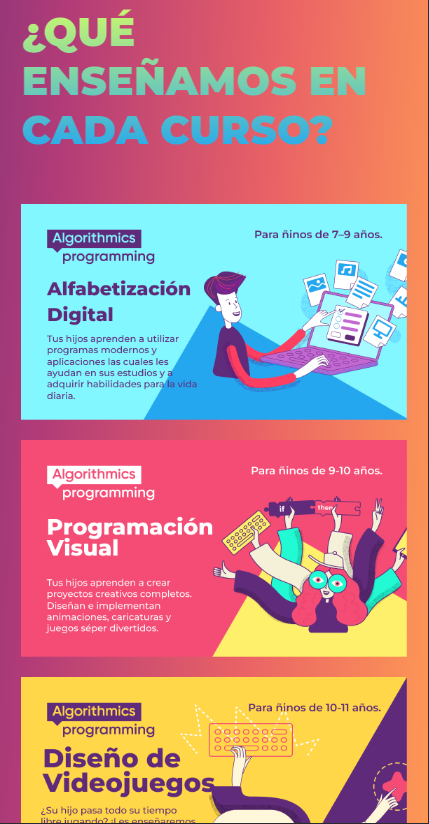 ¿QUÉ
ENSEÑAMOS EN
CADA CURSO?
Algorithmics
programming
Para ñinos de 7–9 años.
Alfabetización
Digital
Tus hijos aprenden a utilizar
programas modernos y
aplicaciones las cuales les
ayudan en sus estudios y a
adquirir habilidades para la vida
diaria.
Algorithmics
programming
Para ñinos de 9-10 años.
if
then
Programación
Visual
Tus hijos aprenden a crear
proyectos creativos completos.
Diseñan e implementan
animaciones, caricaturas y
juegos séper divertidos.
Algorithmics
programming
Para ñinos de 10-11 años.
Diseño de
Videojuegos
¿Su hijo pasa todo su tiempo
libre jugando? ¡Les enseñaremos